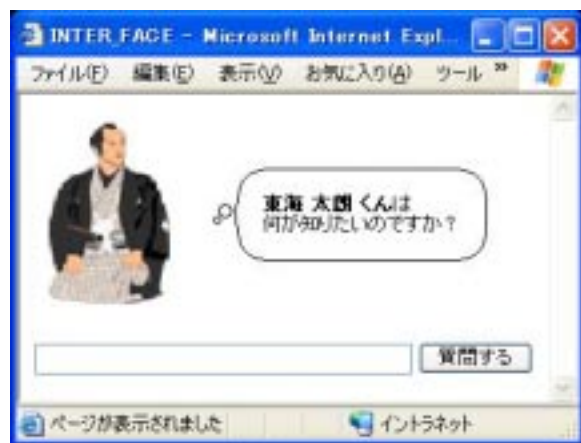 INTER_FACE - Microsoft Internet Expl...
ファイル(F) 編集(E) 表示(V) お気に入り(A) ツール »
東海 太朗 くんは
何が知りたいのですか？
質問する
ページが表示されました イントラネット